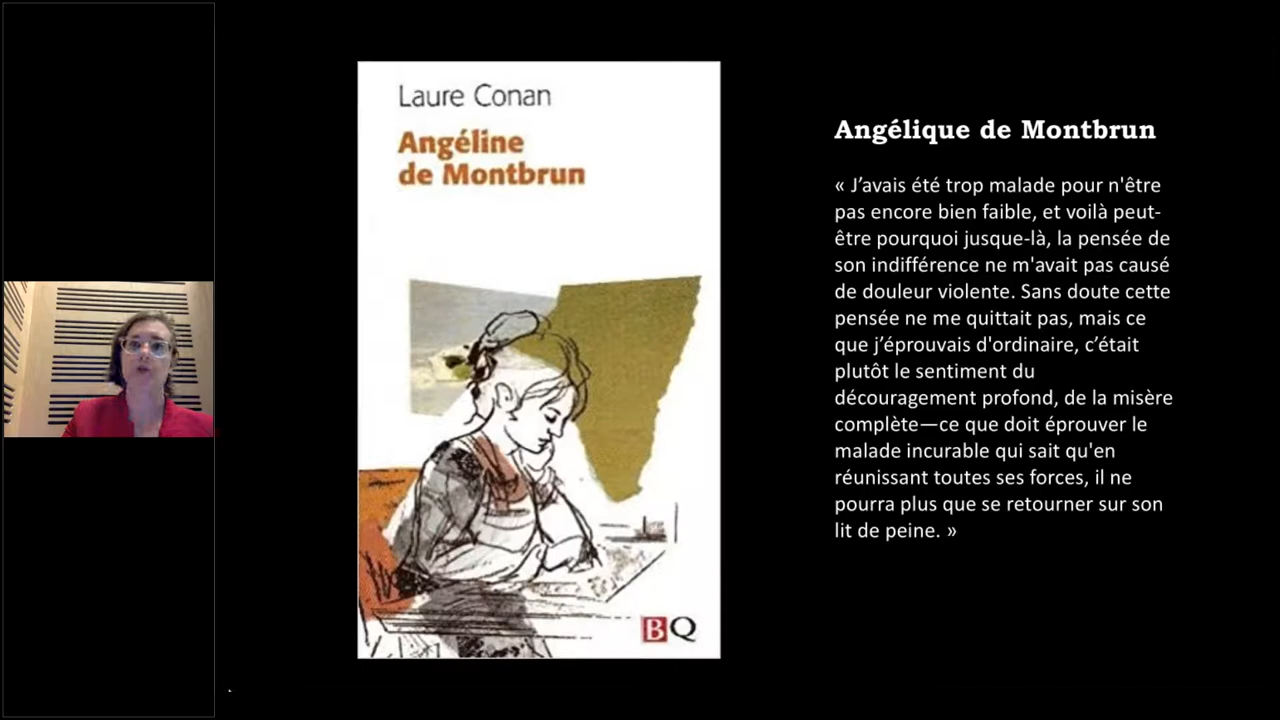 Laure Conan
Angéline
de Montbrun
BQ
Angélique de Montbrun
« J’avais été trop malade pour n'être
pas encore bien faible, et voilà peut-
être pourquoi jusque-là, la pensée de
son indifférence ne m'avait pas causé
de douleur violente. Sans doute cette
pensée ne me quittait pas, mais ce
que j’éprouvais d'ordinaire, c’était
plutôt le sentiment du
découragement profond, de la misère
complète—ce que doit éprouver le
malade incurable qui sait qu'en
réunissant toutes ses forces, il ne
pourra plus que se retourner sur son
lit de peine. »